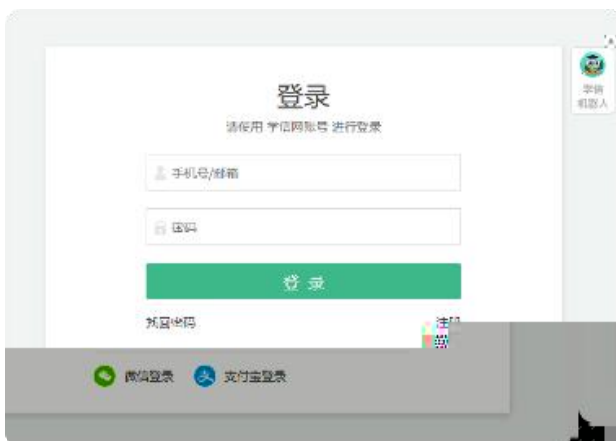 登录
请使用 学信网账号 进行登录
手机号/邮箱
密码
登 录
找回密码
注册
微信登录
支付宝登录
学信
机器人